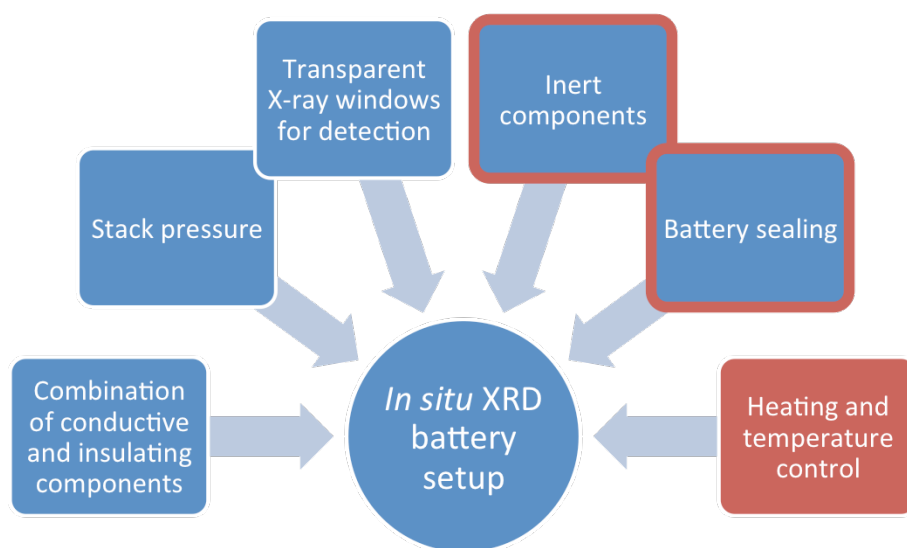 Transparent
X-ray windows
for detection
Inert
components
Stack pressure
Battery sealing
Combination
of conductive
and insulating
components
In situ XRD
battery
setup
Heating and
temperature
control